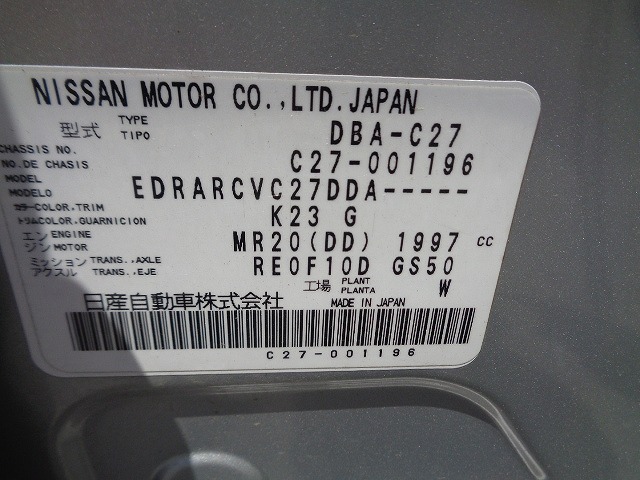 NISSAN MOTOR CO.,LTD.JAPAN
型式 TYPE TIPO DBA-C27
CHASSIS NO. NO.DE CHASIS C27-001196
MODEL MODELO EDRARCVC27DDA-----
カラー COLOR,TRIM トリム COLOR,GUARNICION K23 G
エンジン ENGINE MOTOR MR20(DD) 1997 cc
ミッション TRANS.,AXLE アクスル TRANS.,EJE RE0F10D GS50
工場 PLANT PLANTA W
日産自動車株式会社 MADE IN JAPAN
C27-001196